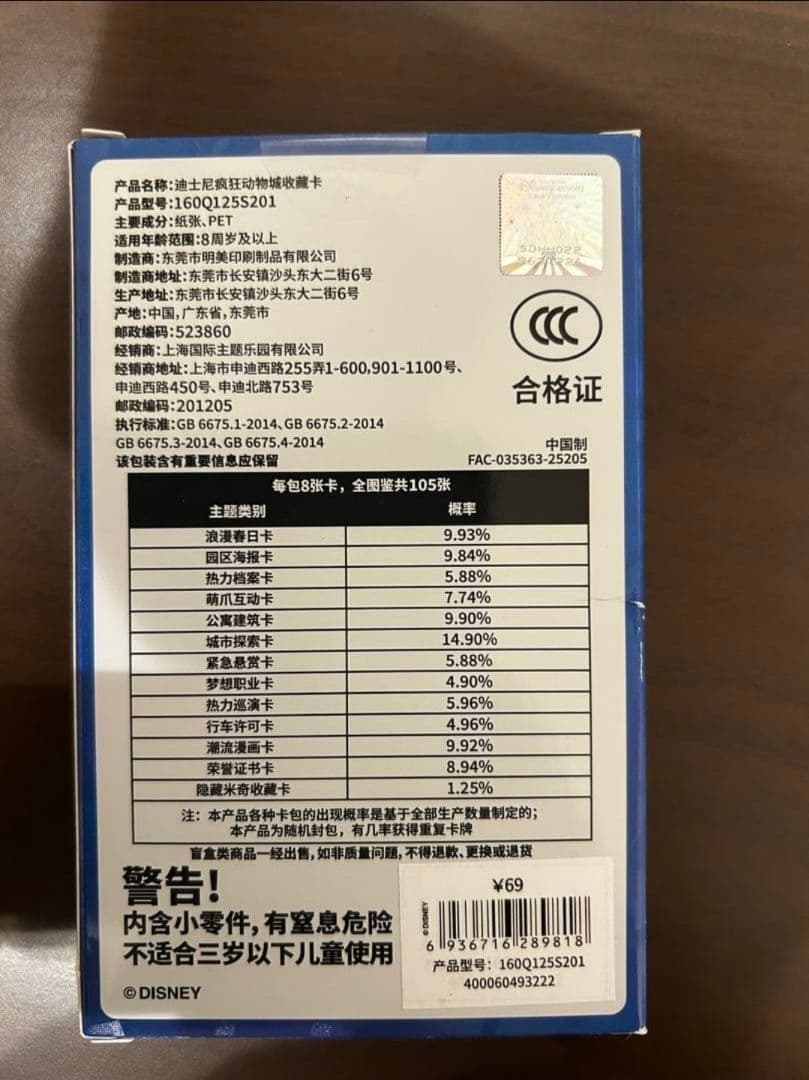 产品名称:迪士尼疯狂动物城收藏卡
产品型号:160Q125S201
主要成分:纸张、PET
适用年龄范围:8周岁及以上
制造商:东莞市明美印刷制品有限公司
制造商地址:东莞市长安镇沙头东大二街6号
生产地址:东莞市长安镇沙头东大二街6号
产地:中国,广东省,东莞市
邮政编码:523860
经销商:上海国际主题乐园有限公司
经销商地址:上海市申迪西路255弄1-600,901-1100号、
申迪西路450号、申迪北路753号
邮政编码:201205
执行标准:GB 6675.1-2014、GB 6675.2-2014
GB 6675.3-2014、GB 6675.4-2014
该包装含有重要信息应保留
SDHH022
CCC
合格证
中国制
FAC-035363-25205
每包8张卡，全图鉴共105张
主题类别 概率
浪漫春日卡 9.93%
园区海报卡 9.84%
热力档案卡 5.88%
萌爪互动卡 7.74%
公寓建筑卡 9.90%
城市探索卡 14.90%
紧急悬赏卡 5.88%
梦想职业卡 4.90%
热力巡演卡 5.96%
行车许可卡 4.96%
潮流漫画卡 9.92%
荣誉证书卡 8.94%
隐藏米奇收藏卡 1.25%
注：本产品各种卡包的出现概率是基于全部生产数量制定的；
本产品为随机封包，有几率获得重复卡牌
盲盒类商品一经出售,如非质量问题,不得退款、更换或退货
警告!
内含小零件,有窒息危险
不适合三岁以下儿童使用
©DISNEY
¥69
©DISNEY
6 936716 289818
产品型号：160Q125S201
400060493222